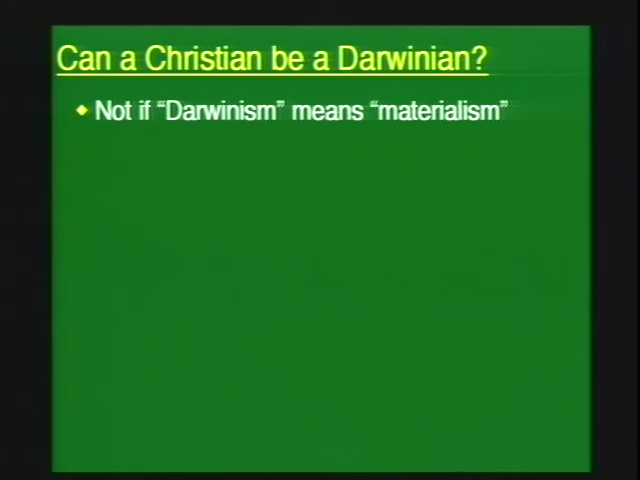 Can a Christian be a Darwinian?
Not if “Darwinism” means “materialism”